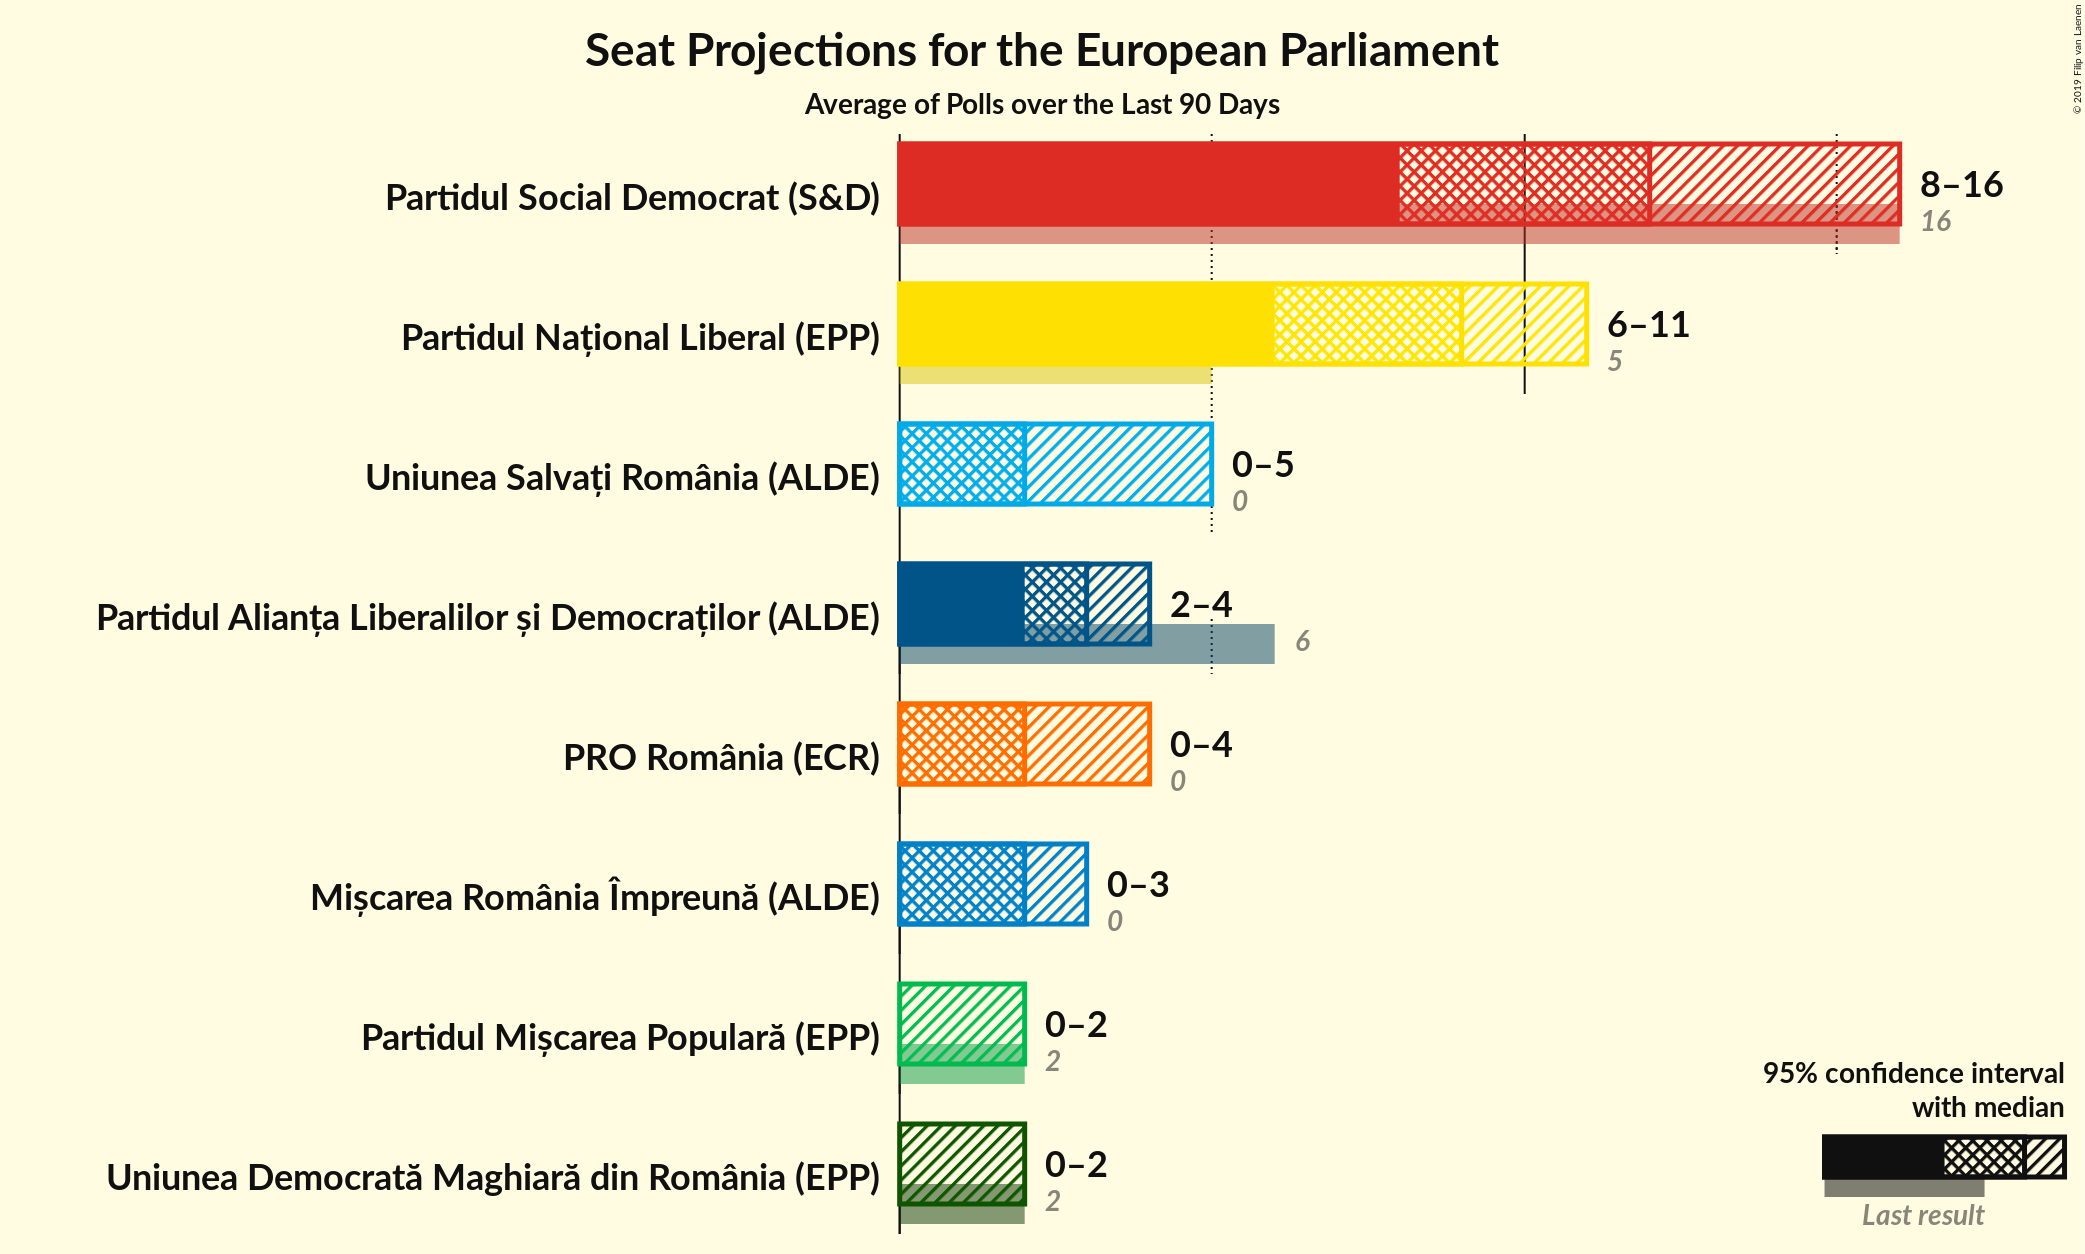 Seat Projections for the European Parliament
Average of Polls over the Last 90 Days
© 2019 Filip van Laenen
Partidul Social Democrat (S&D)
8–16
16
Partidul Național Liberal (EPP)
6–11
5
Uniunea Salvați România (ALDE)
0–5
0
Partidul Alianța Liberalilor și Democraților (ALDE)
2–4
6
PRO România (ECR)
0–4
0
Mișcarea România Împreună (ALDE)
0–3
0
Partidul Mișcarea Populară (EPP)
0–2
2
Uniunea Democrată Maghiară din România (EPP)
0–2
2
95% confidence interval
with median
Last result